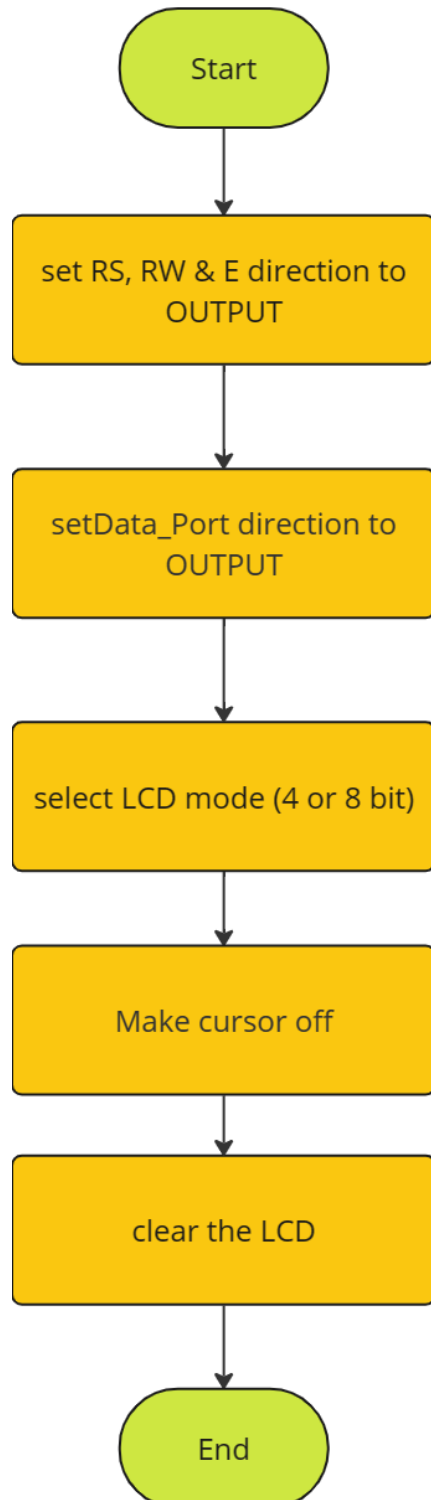 Start
set RS, RW & E direction to
OUTPUT
setData_Port direction to
OUTPUT
select LCD mode (4 or 8 bit)
Make cursor off
clear the LCD
End